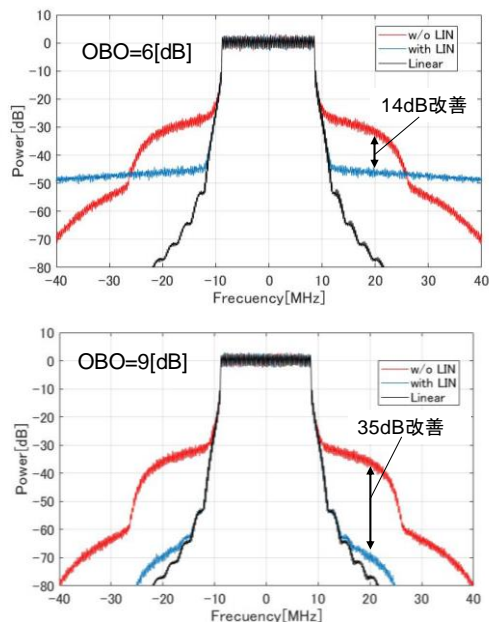 OBO=6[dB]
w/o LIN
with LIN
Linear
14dB改善
Power[dB]
10
0
-10
-20
-30
-40
-50
-60
-70
-80
-40
-30
-20
-10
0
10
20
30
40
Frecuency[MHz]
OBO=9[dB]
w/o LIN
with LIN
Linear
35dB改善
Power[dB]
10
0
-10
-20
-30
-40
-50
-60
-70
-80
-40
-30
-20
-10
0
10
20
30
40
Frecuency[MHz]